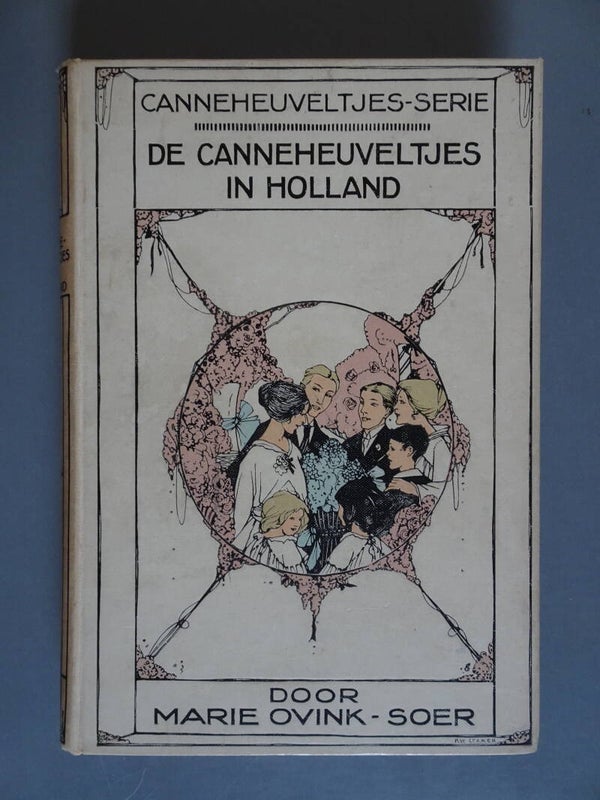 CANNEHEUVELTJES-SERIE
DE CANNEHEUVELTJES
IN HOLLAND
DOOR
MARIE OVINK - SOER